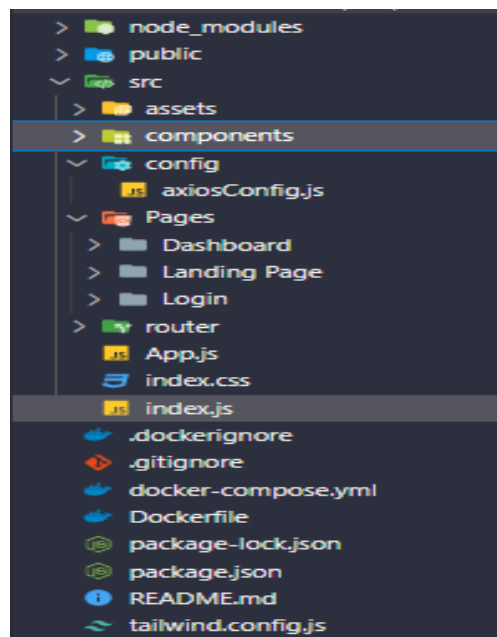 node_modules
public
src
assets
components
config
JS axiosConfig.js
Pages
Dashboard
Landing Page
Login
router
JS App.js
index.css
JS index.js
.dockerignore
.gitignore
docker-compose.yml
Dockerfile
package-lock.json
package.json
README.md
tailwind.config.js